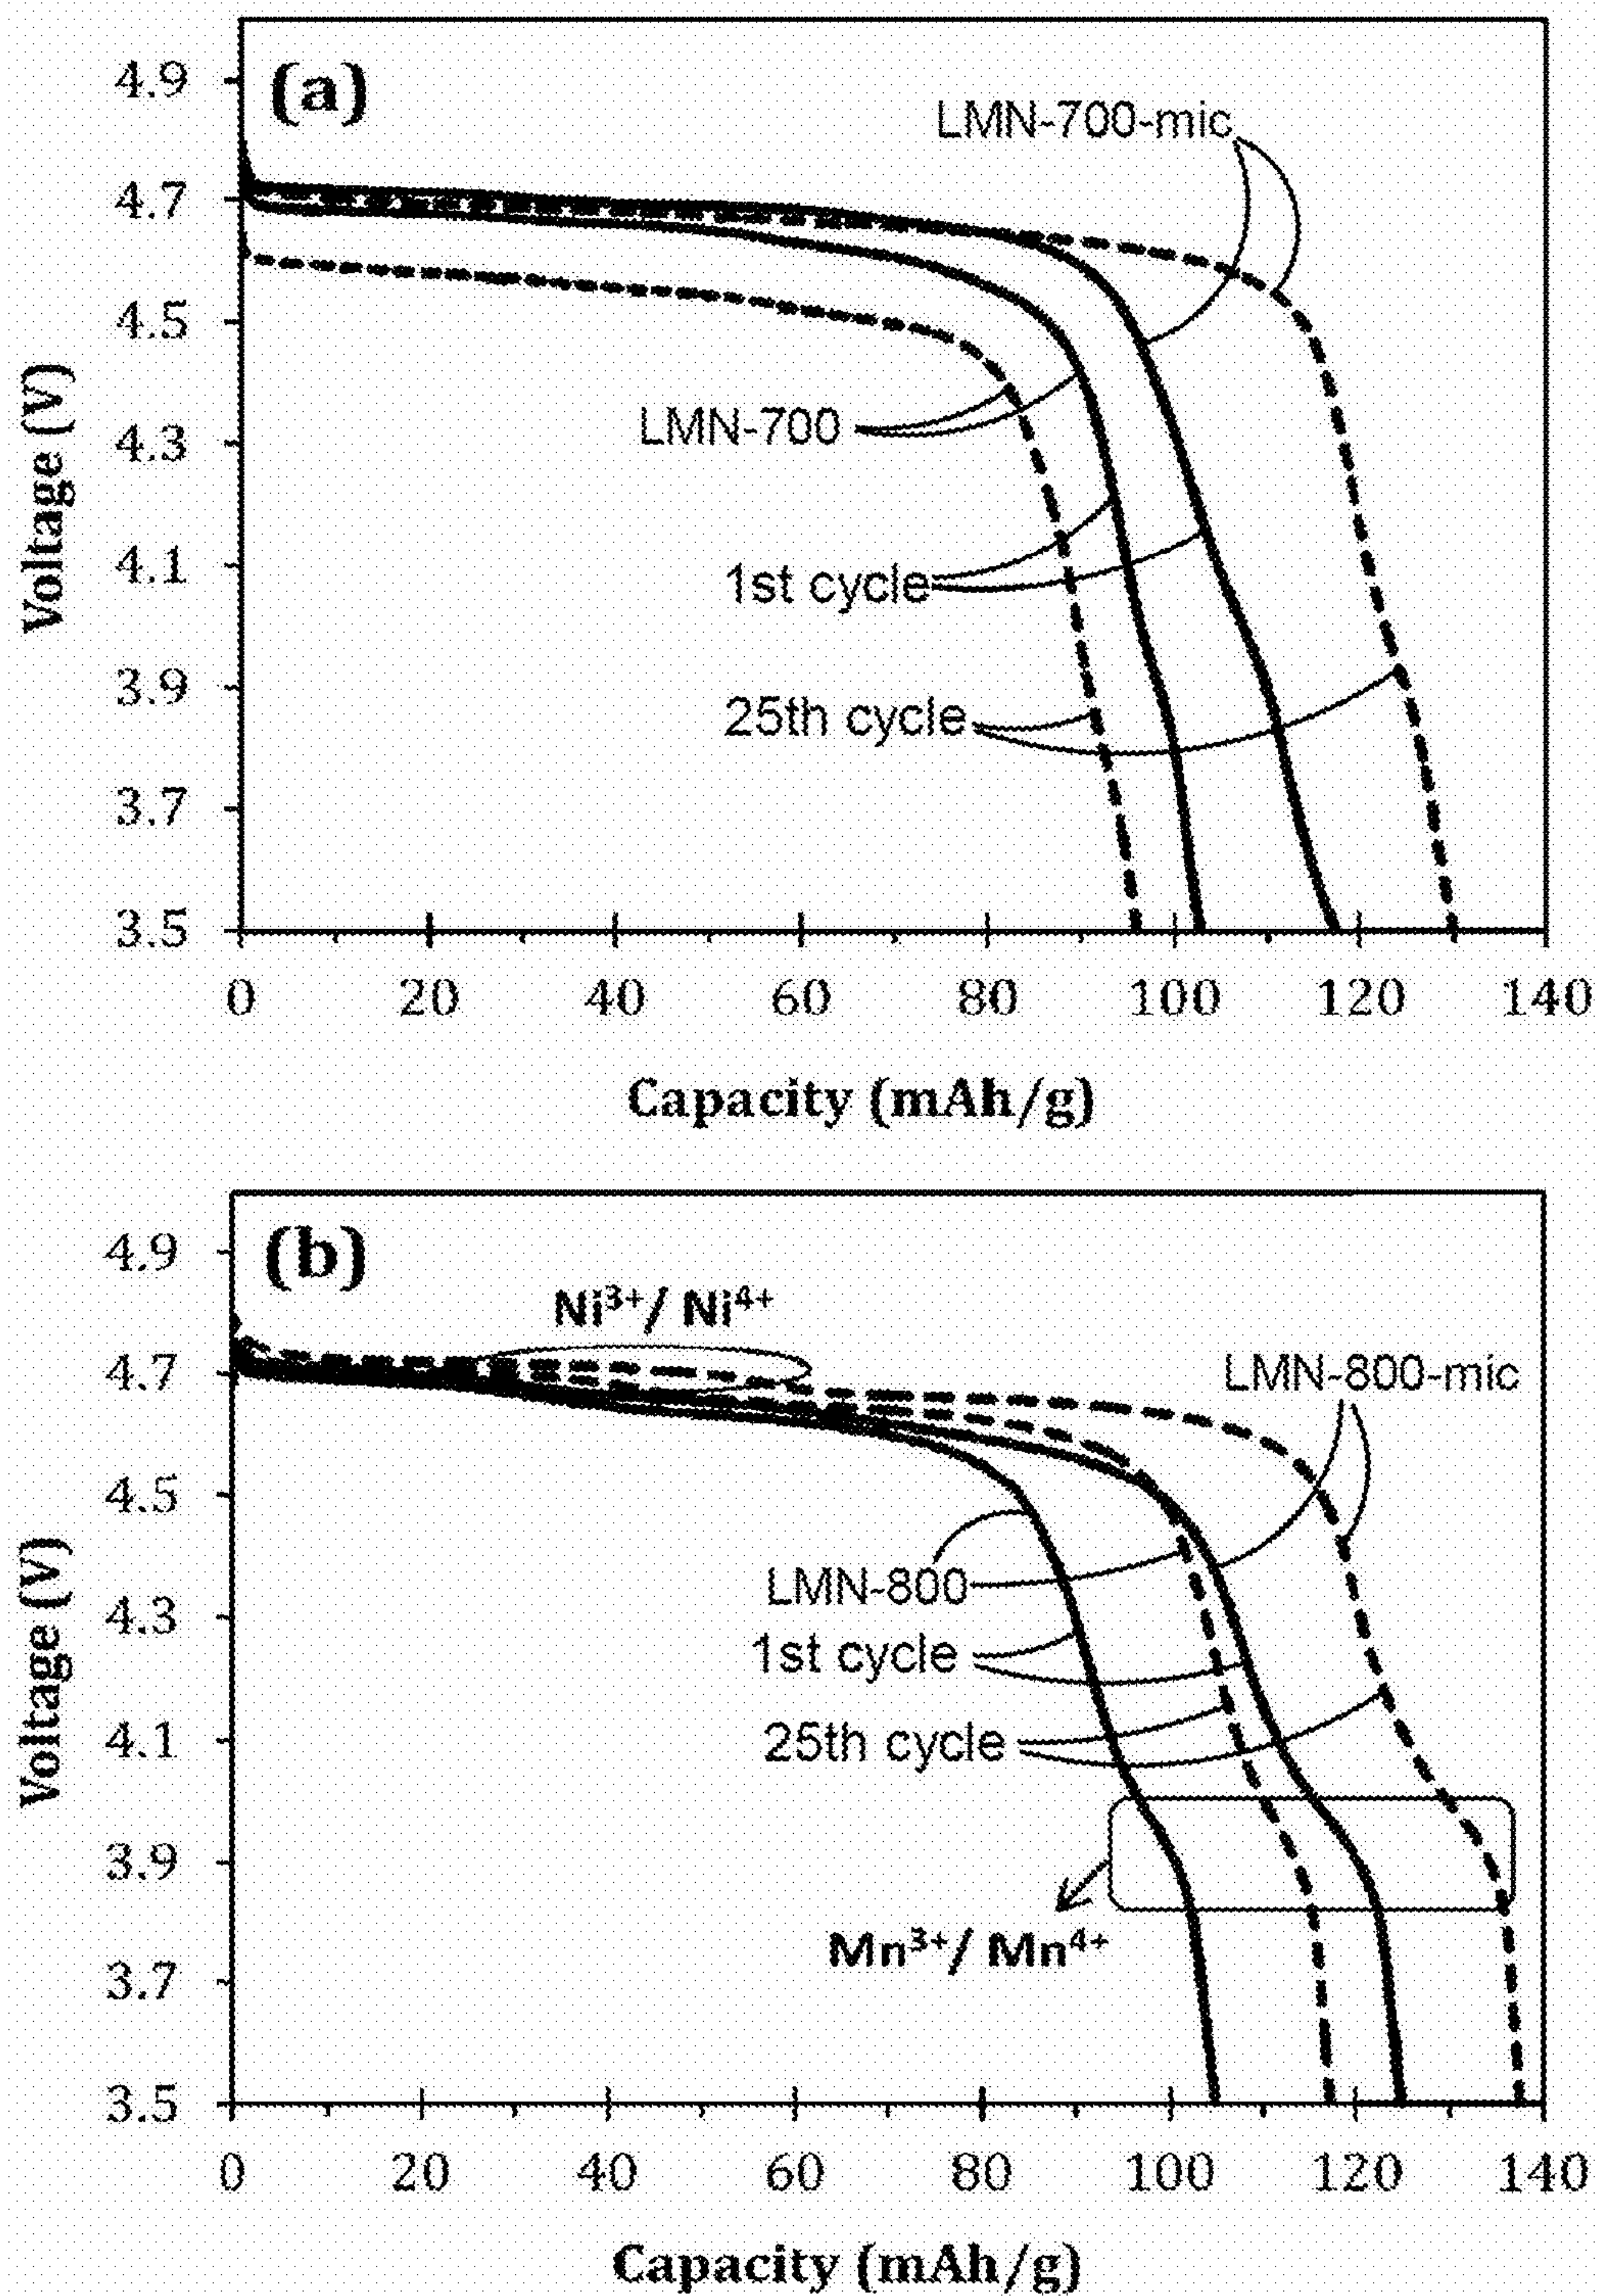 (a)
4.9
4.7
4.5
4.3
4.1
3.9
3.7
3.5
Voltage (V)
LMN-700-mic
LMN-700
1st cycle
25th cycle
0 20 40 60 80 100 120 140
Capacity (mAh/g)
(b)
4.9
4.7
4.5
4.3
4.1
3.9
3.7
3.5
Voltage (V)
Ni³⁺/ Ni⁴⁺
LMN-800-mic
LMN-800
1st cycle
25th cycle
Mn³⁺/ Mn⁴⁺
0 20 40 60 80 100 120 140
Capacity (mAh/g)